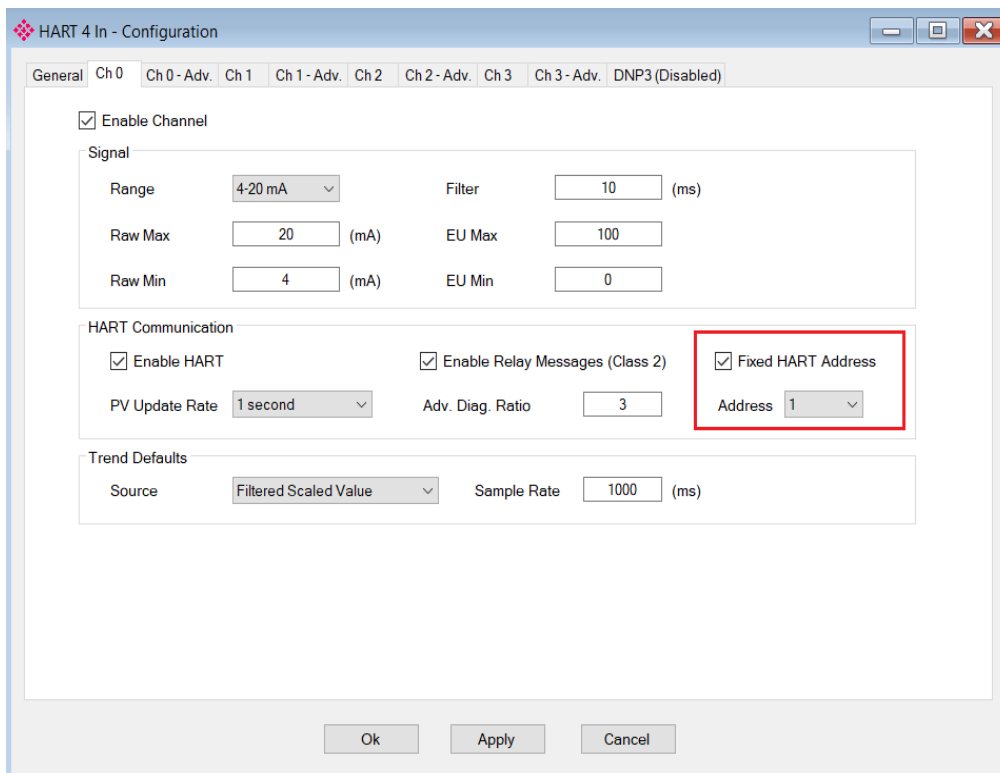 HART 4 In - Configuration
General Ch 0 Ch 0 - Adv. Ch 1 Ch 1 - Adv. Ch 2 Ch 2 - Adv. Ch 3 Ch 3 - Adv. DNP3 (Disabled)
Enable Channel
Signal
Range 4-20 mA Filter 10 (ms)
Raw Max 20 (mA) EU Max 100
Raw Min 4 (mA) EU Min 0
HART Communication
Enable HART Enable Relay Messages (Class 2) Fixed HART Address
PV Update Rate 1 second Adv. Diag. Ratio 3 Address 1
Trend Defaults
Source Filtered Scaled Value Sample Rate 1000 (ms)
Ok Apply Cancel